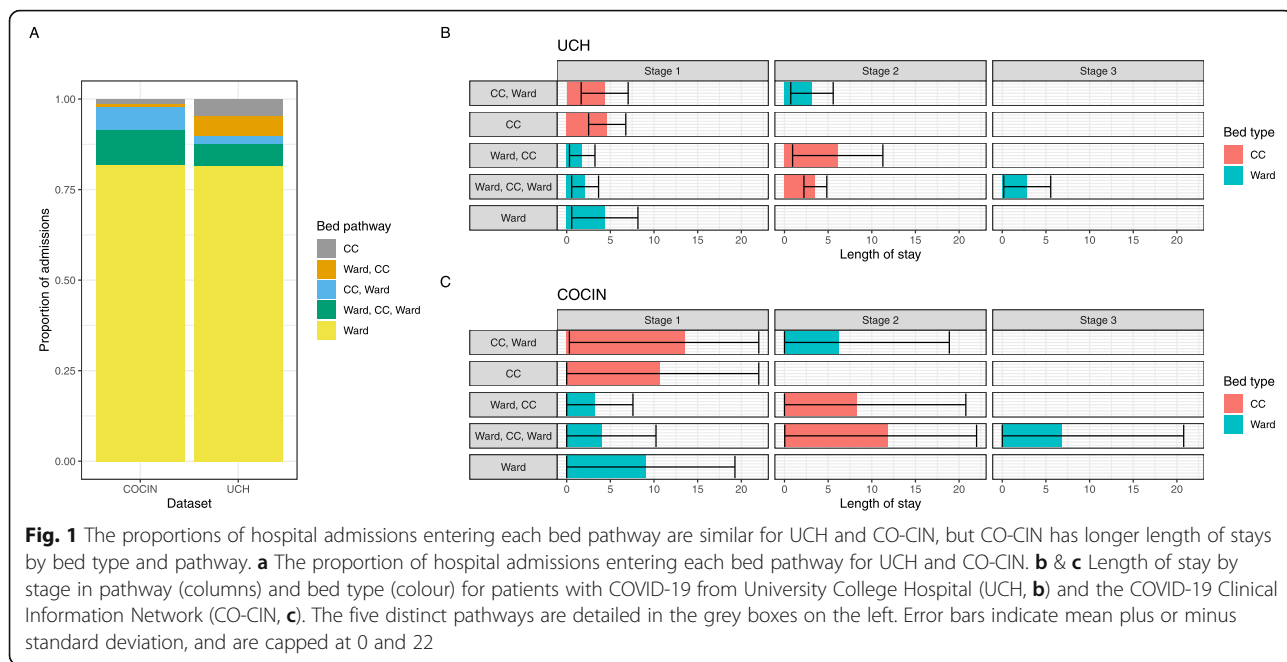 A
1.00
0.75
0.50
0.25
0.00
Proportion of admissions
COCIN
UCH
Dataset
Bed pathway
CC
Ward, CC
CC, Ward
Ward, CC, Ward
Ward
B
UCH
Stage 1
Stage 2
Stage 3
CC, Ward
CC
Ward, CC
Ward, CC, Ward
Ward
0 5 10 15 20
0 5 10 15 20
0 5 10 15 20
Length of stay
Bed type
CC
Ward
C
COCIN
Stage 1
Stage 2
Stage 3
CC, Ward
CC
Ward, CC
Ward, CC, Ward
Ward
0 5 10 15 20
0 5 10 15 20
0 5 10 15 20
Length of stay
Bed type
CC
Ward
Fig. 1 The proportions of hospital admissions entering each bed pathway are similar for UCH and CO-CIN, but CO-CIN has longer length of stays
by bed type and pathway. a The proportion of hospital admissions entering each bed pathway for UCH and CO-CIN. b & c Length of stay by
stage in pathway (columns) and bed type (colour) for patients with COVID-19 from University College Hospital (UCH, b) and the COVID-19 Clinical
Information Network (CO-CIN, c). The five distinct pathways are detailed in the grey boxes on the left. Error bars indicate mean plus or minus
standard deviation, and are capped at 0 and 22